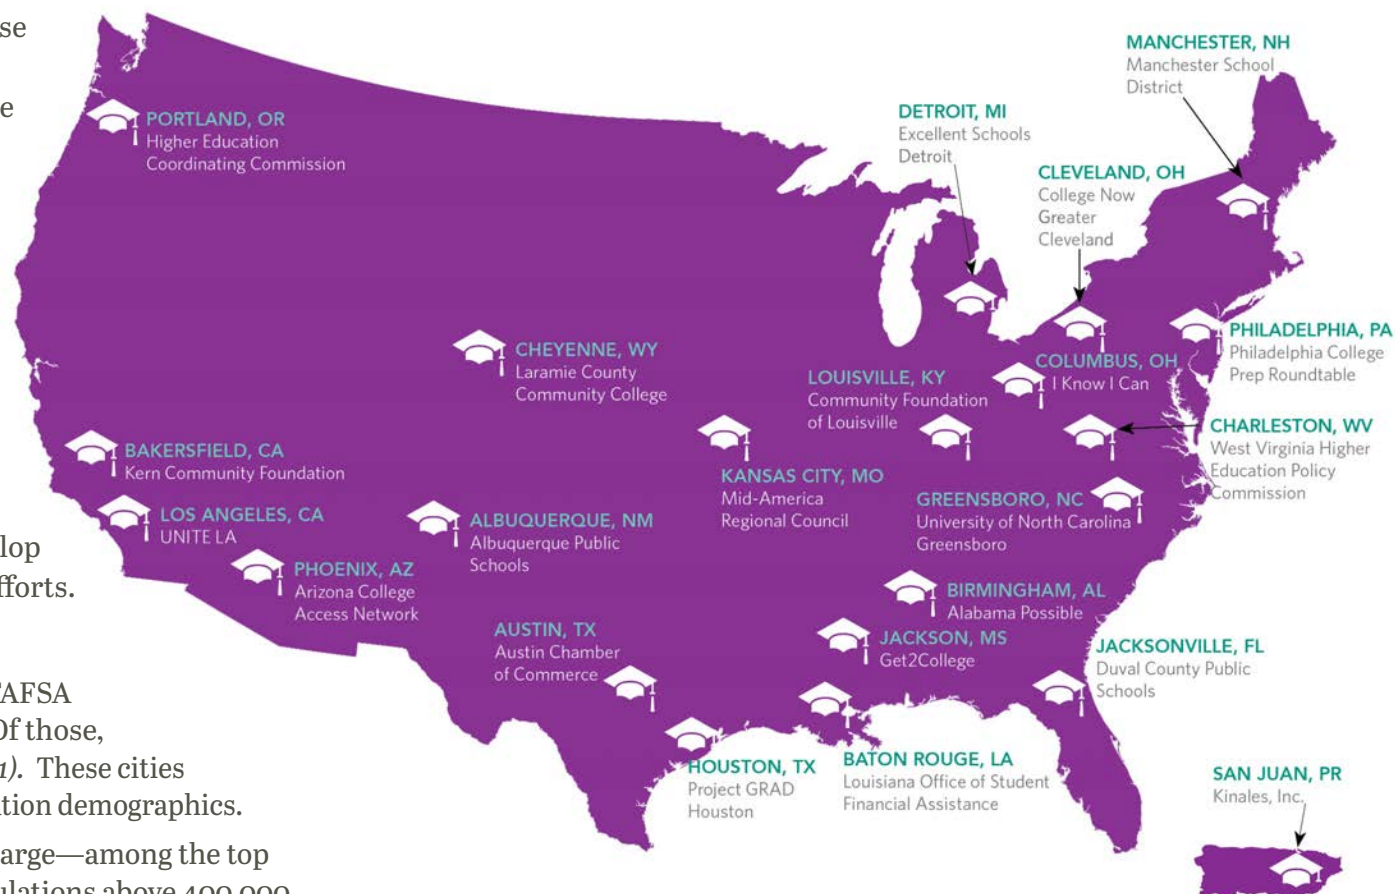 se
e
lop
fforts.
FAFSA
Of those,
1). These cities
tion demographics.
arge—among the top
ulations above 400,000
MANCHESTER, NH
Manchester School
District
DETROIT, MI
Excellent Schools
Detroit
CLEVELAND, OH
College Now
Greater
Cleveland
PORTLAND, OR
Higher Education
Coordinating Commission
PHILADELPHIA, PA
Philadelphia College
Prep Roundtable
CHEYENNE, WY
Laramie County
Community College
COLUMBUS, OH
I Know I Can
LOUISVILLE, KY
Community Foundation
of Louisville
CHARLESTON, WV
West Virginia Higher
Education Policy
Commission
BAKERSFIELD, CA
Kern Community Foundation
KANSAS CITY, MO
Mid-America
Regional Council
GREENSBORO, NC
University of North Carolina
Greensboro
LOS ANGELES, CA
UNITE LA
ALBUQUERQUE, NM
Albuquerque Public
Schools
PHOENIX, AZ
Arizona College
Access Network
BIRMINGHAM, AL
Alabama Possible
AUSTIN, TX
Austin Chamber
of Commerce
JACKSON, MS
Get2College
JACKSONVILLE, FL
Duval County Public
Schools
HOUSTON, TX
Project GRAD
Houston
BATON ROUGE, LA
Louisiana Office of Student
Financial Assistance
SAN JUAN, PR
Kinales, Inc.